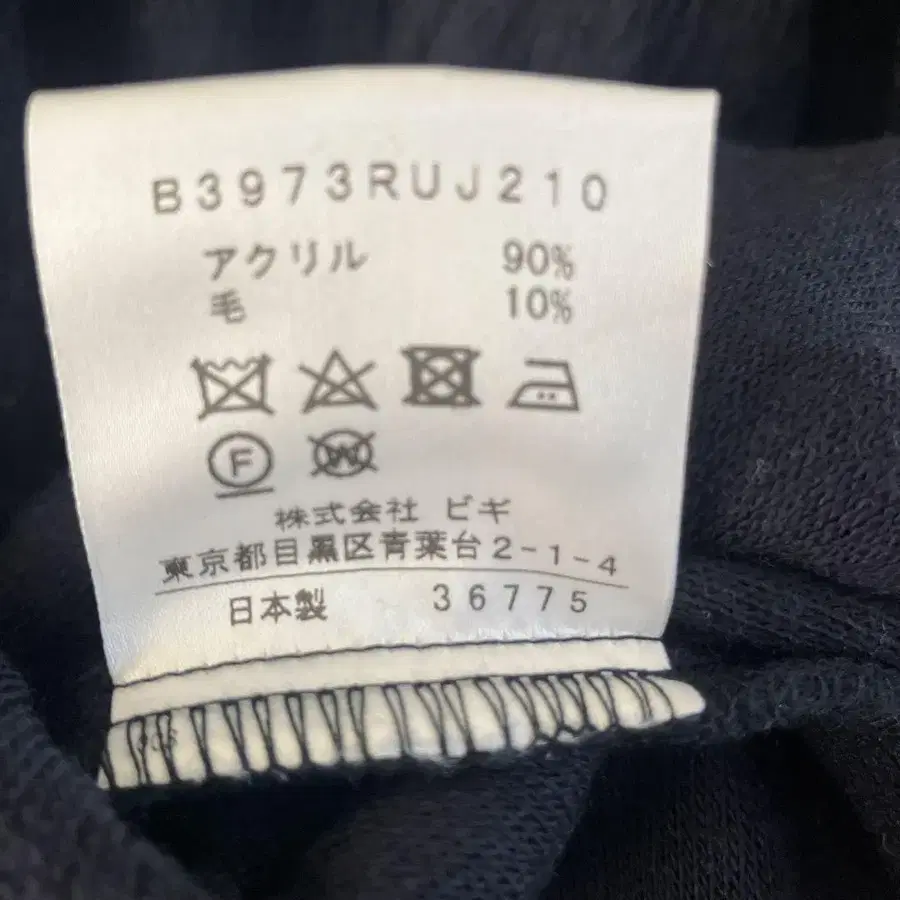 B3973RUJ210
アクリル 90%
毛 10%
F W
株式会社 ビギ
東京都目黒区青葉台2-1-4
日本製 36775